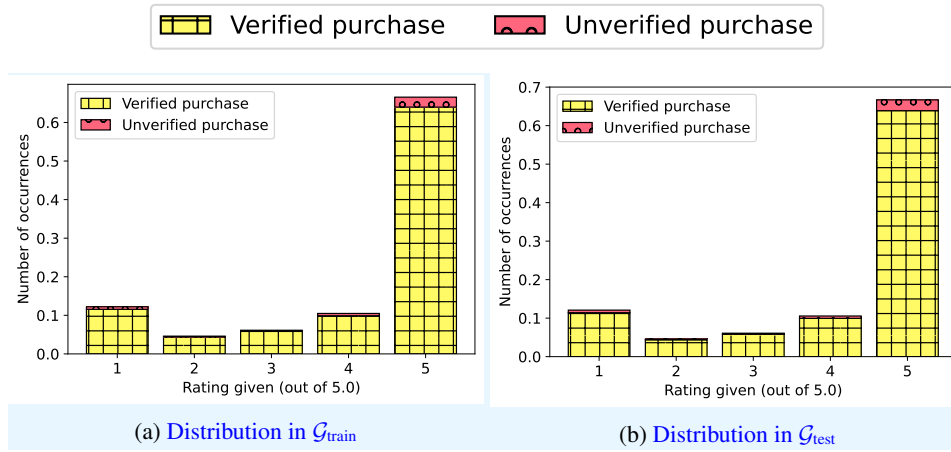 Verified purchase Unverified purchase
Verified purchase
Unverified purchase
Number of occurrences
0.6
0.5
0.4
0.3
0.2
0.1
0.0
1 2 3 4 5
Rating given (out of 5.0)
(a) Distribution in 𝒢train
Verified purchase
Unverified purchase
Number of occurrences
0.7
0.6
0.5
0.4
0.3
0.2
0.1
0.0
1 2 3 4 5
Rating given (out of 5.0)
(b) Distribution in 𝒢test